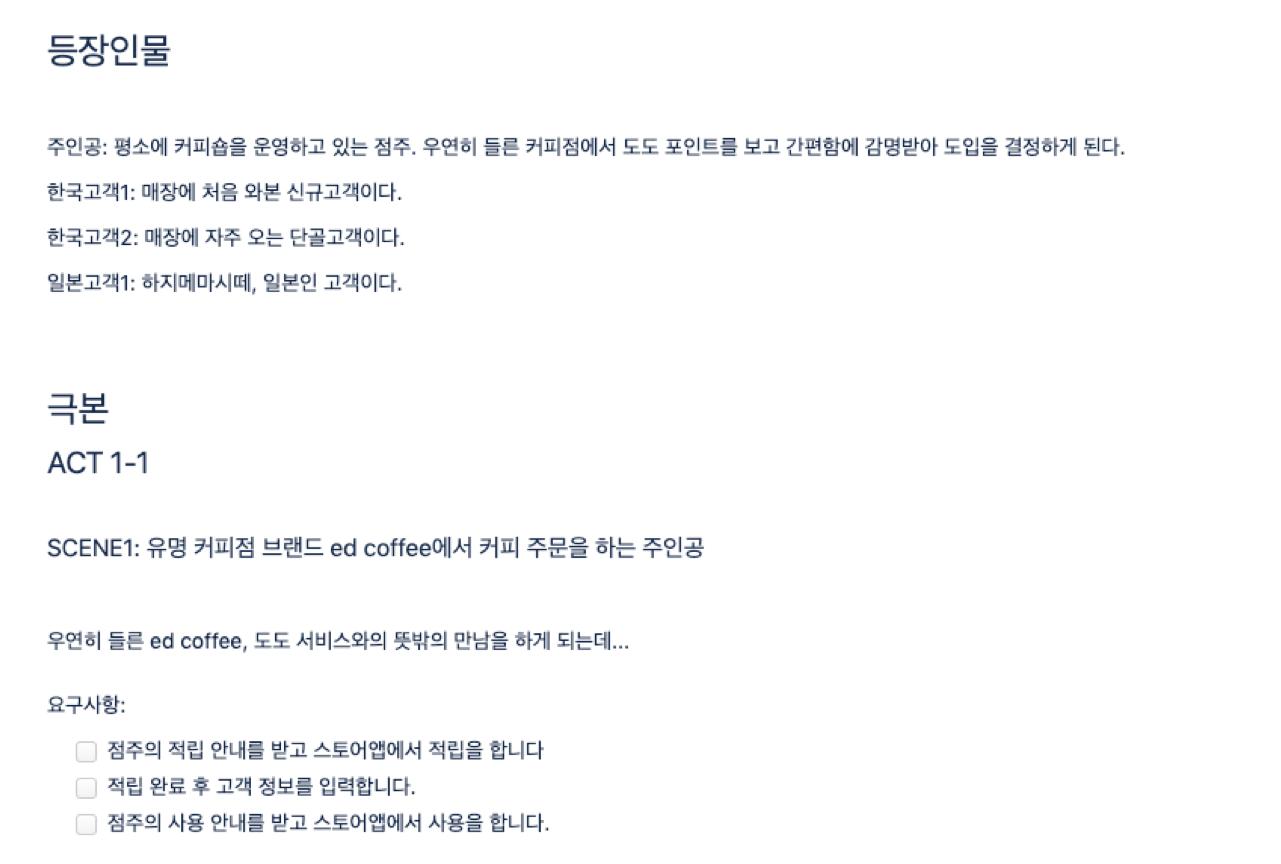 등장인물
주인공: 평소에 커피숍을 운영하고 있는 점주. 우연히 들른 커피점에서 도도 포인트를 보고 간편함에 감명받아 도입을 결정하게 된다.
한국고객1: 매장에 처음 와본 신규고객이다.
한국고객2: 매장에 자주 오는 단골고객이다.
일본고객1: 하지메마시떼, 일본인 고객이다.
극본
ACT 1-1
SCENE1: 유명 커피점 브랜드 ed coffee에서 커피 주문을 하는 주인공
우연히 들른 ed coffee, 도도 서비스와의 뜻밖의 만남을 하게 되는데...
요구사항:
점주의 적립 안내를 받고 스토어앱에서 적립을 합니다
적립 완료 후 고객 정보를 입력합니다.
점주의 사용 안내를 받고 스토어앱에서 사용을 합니다.